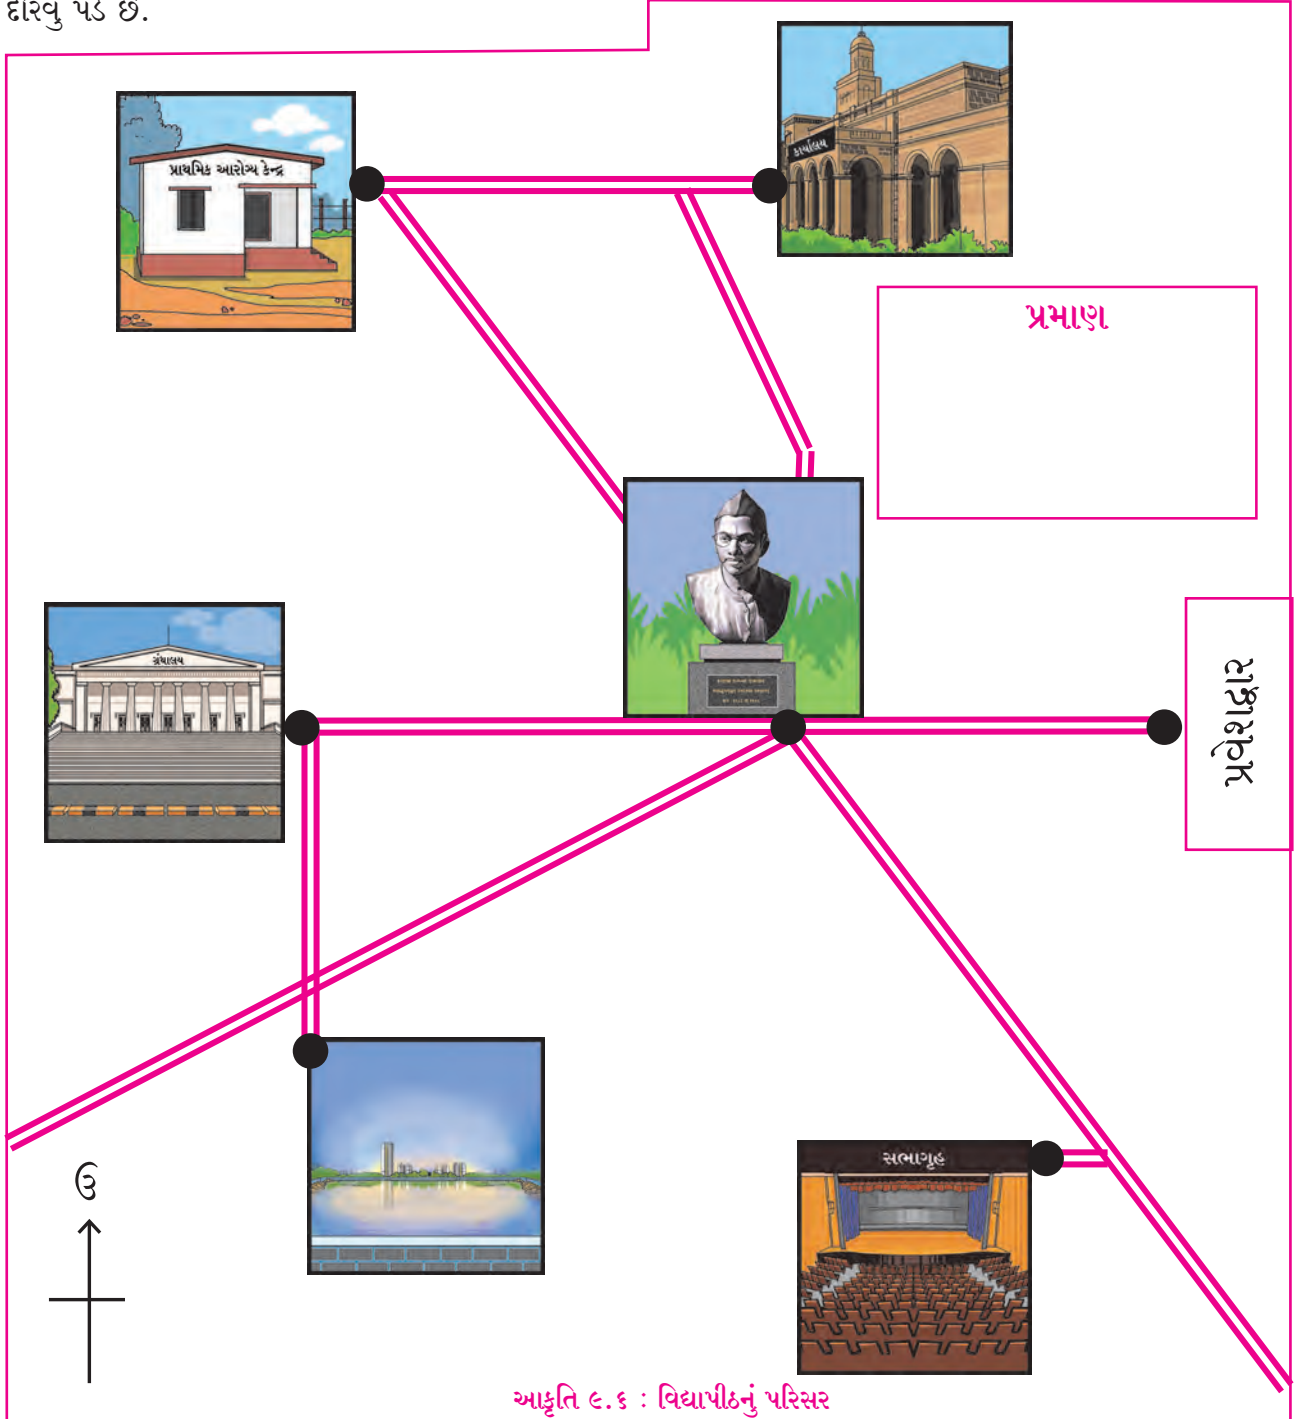 દોરવું પડે છે.
પ્રાથમિક આરોગ્ય કેન્દ્ર
કાર્યાલય
પ્રમાણ
ગ્રંથાલય
પ્રવેશદ્વાર
ઉ
સભાગૃહ
આકૃતિ ૯.૬ : વિદ્યાપીઠનું પરિસર